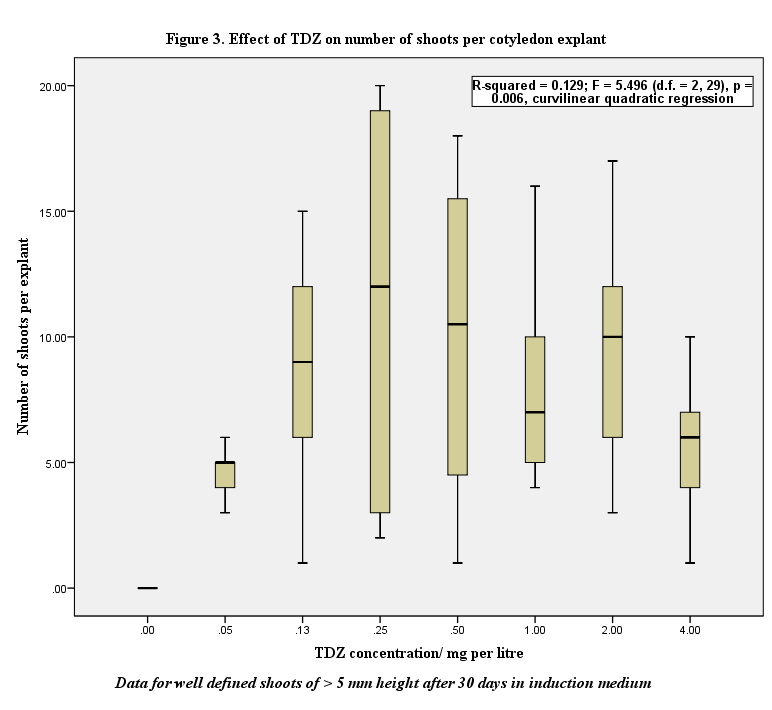 Figure 3. Effect of TDZ on number of shoots per cotyledon explant
R-squared = 0.129; F = 5.496 (d.f. = 2, 29), p =
0.006, curvilinear quadratic regression
Number of shoots per explant
20.00
15.00
10.00
5.00
.00
.00 .05 .13 .25 .50 1.00 2.00 4.00
TDZ concentration/ mg per litre
Data for well defined shoots of > 5 mm height after 30 days in induction medium